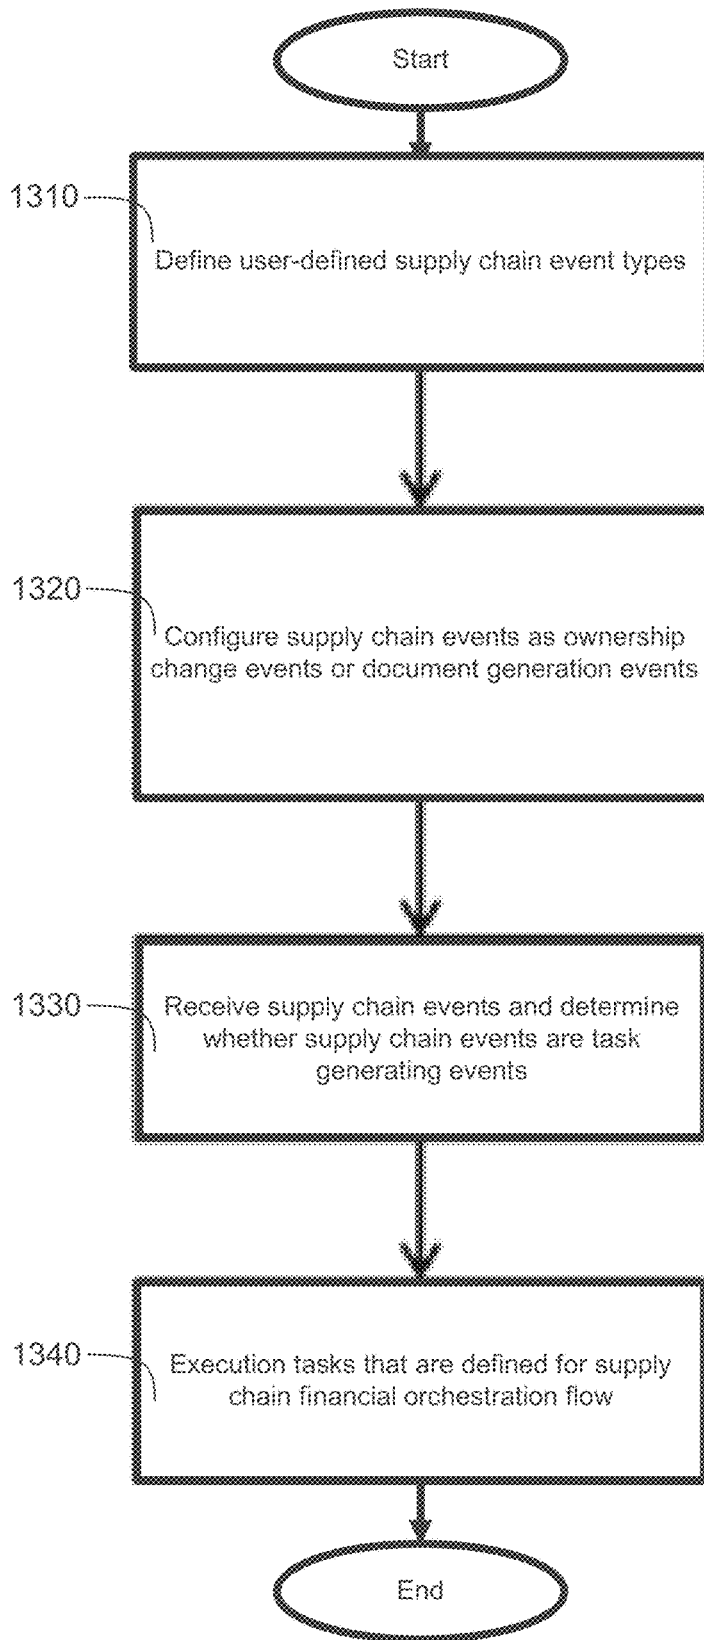 Start
1310
Define user-defined supply chain event types
1320
Configure supply chain events as ownership
change events or document generation events
1330
Receive supply chain events and determine
whether supply chain events are task
generating events
1340
Execution tasks that are defined for supply
chain financial orchestration flow
End